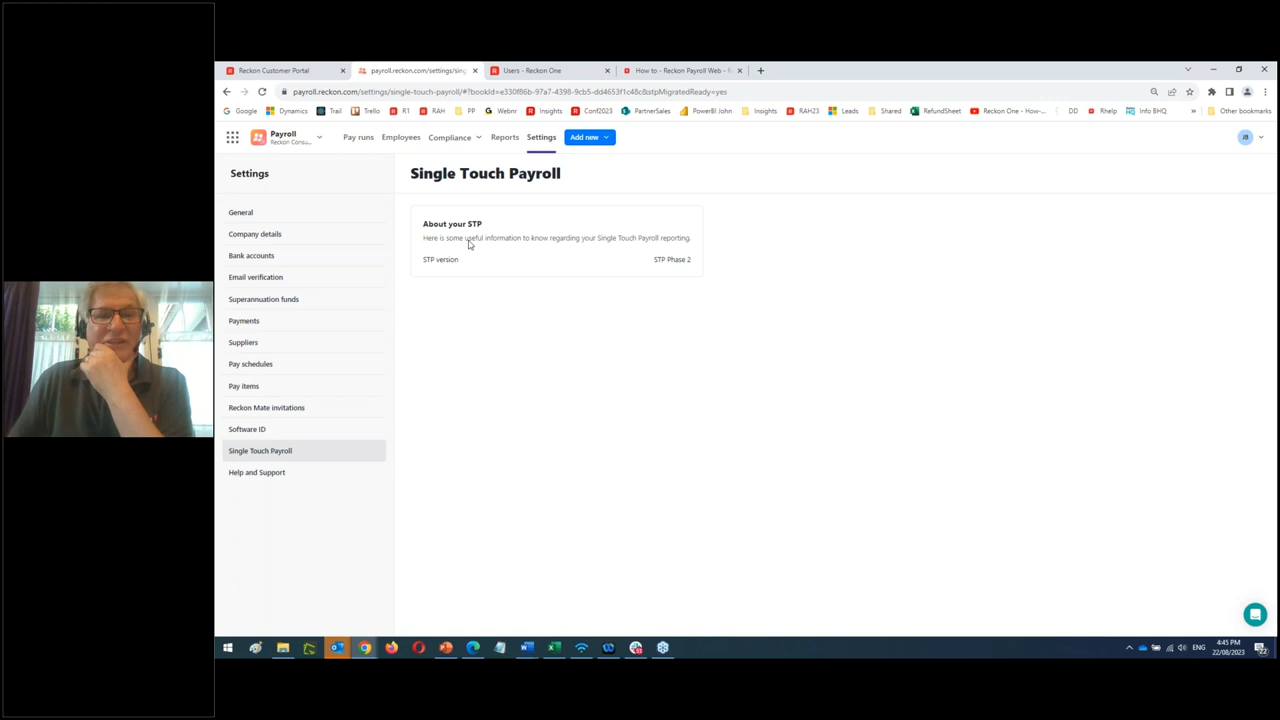 Reckon Customer Portal
payroll.reckon.com/settings/sing
Users - Reckon One
How to - Reckon Payroll Web - R
payroll.reckon.com/settings/single-touch-payroll/#?bookId=e330f86b-97a7-4398-9cb5-dd4653f1c48c&stpMigratedReady=yes
Google Dynamics Trail Trello R1 RAH PP Webnr Insights Conf2023 PartnerSales PowerBI John Insights RAH23 Leads Shared RefundSheet Reckon One - How-... DD Rhelp Info BHQ » Other bookmarks
Payroll
Reckon Consu...
Pay runs Employees Compliance Reports Settings Add new
JB
Settings
Single Touch Payroll
General
Company details
Bank accounts
Email verification
Superannuation funds
Payments
Suppliers
Pay schedules
Pay items
Reckon Mate invitations
Software ID
Single Touch Payroll
Help and Support
About your STP
Here is some useful information to know regarding your Single Touch Payroll reporting.
STP version STP Phase 2
ENG
4:45 PM
22/08/2023
22